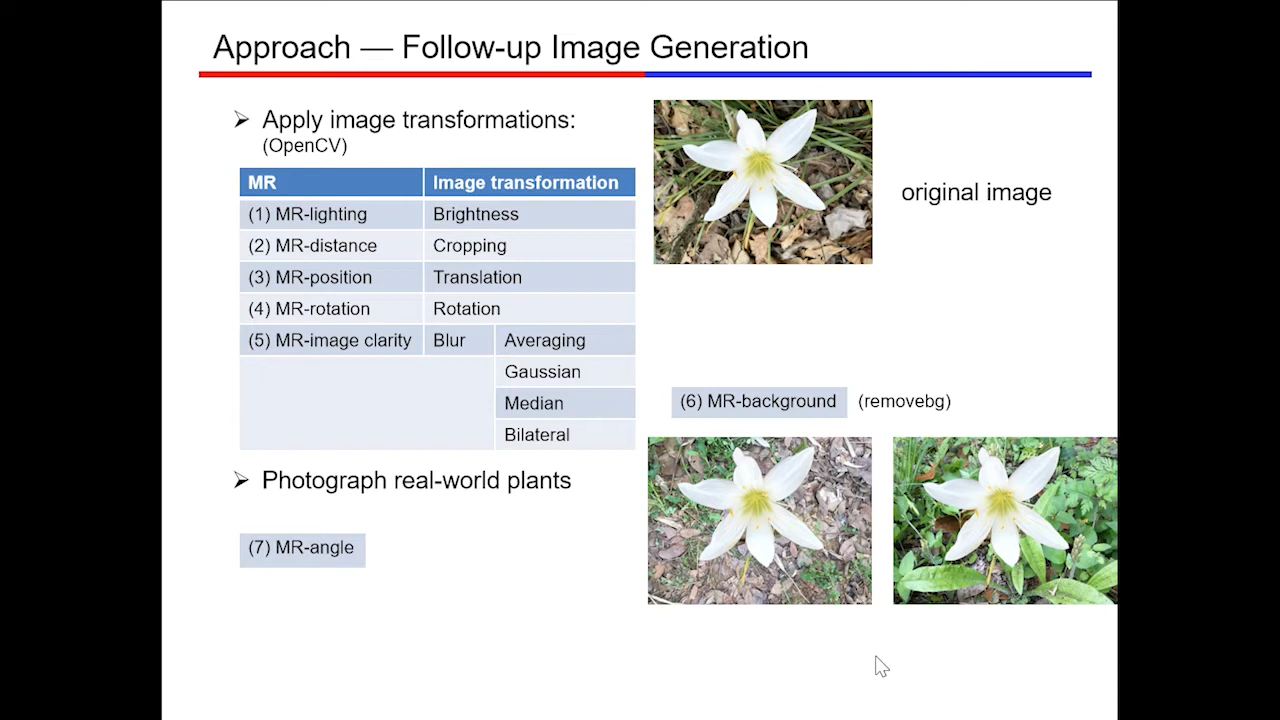 Approach — Follow-up Image Generation
➢ Apply image transformations:
(OpenCV)
MR Image transformation
(1) MR-lighting Brightness
(2) MR-distance Cropping
(3) MR-position Translation
(4) MR-rotation Rotation
(5) MR-image clarity Blur Averaging
Gaussian
Median
Bilateral
➢ Photograph real-world plants
(7) MR-angle
original image
(6) MR-background (removebg)